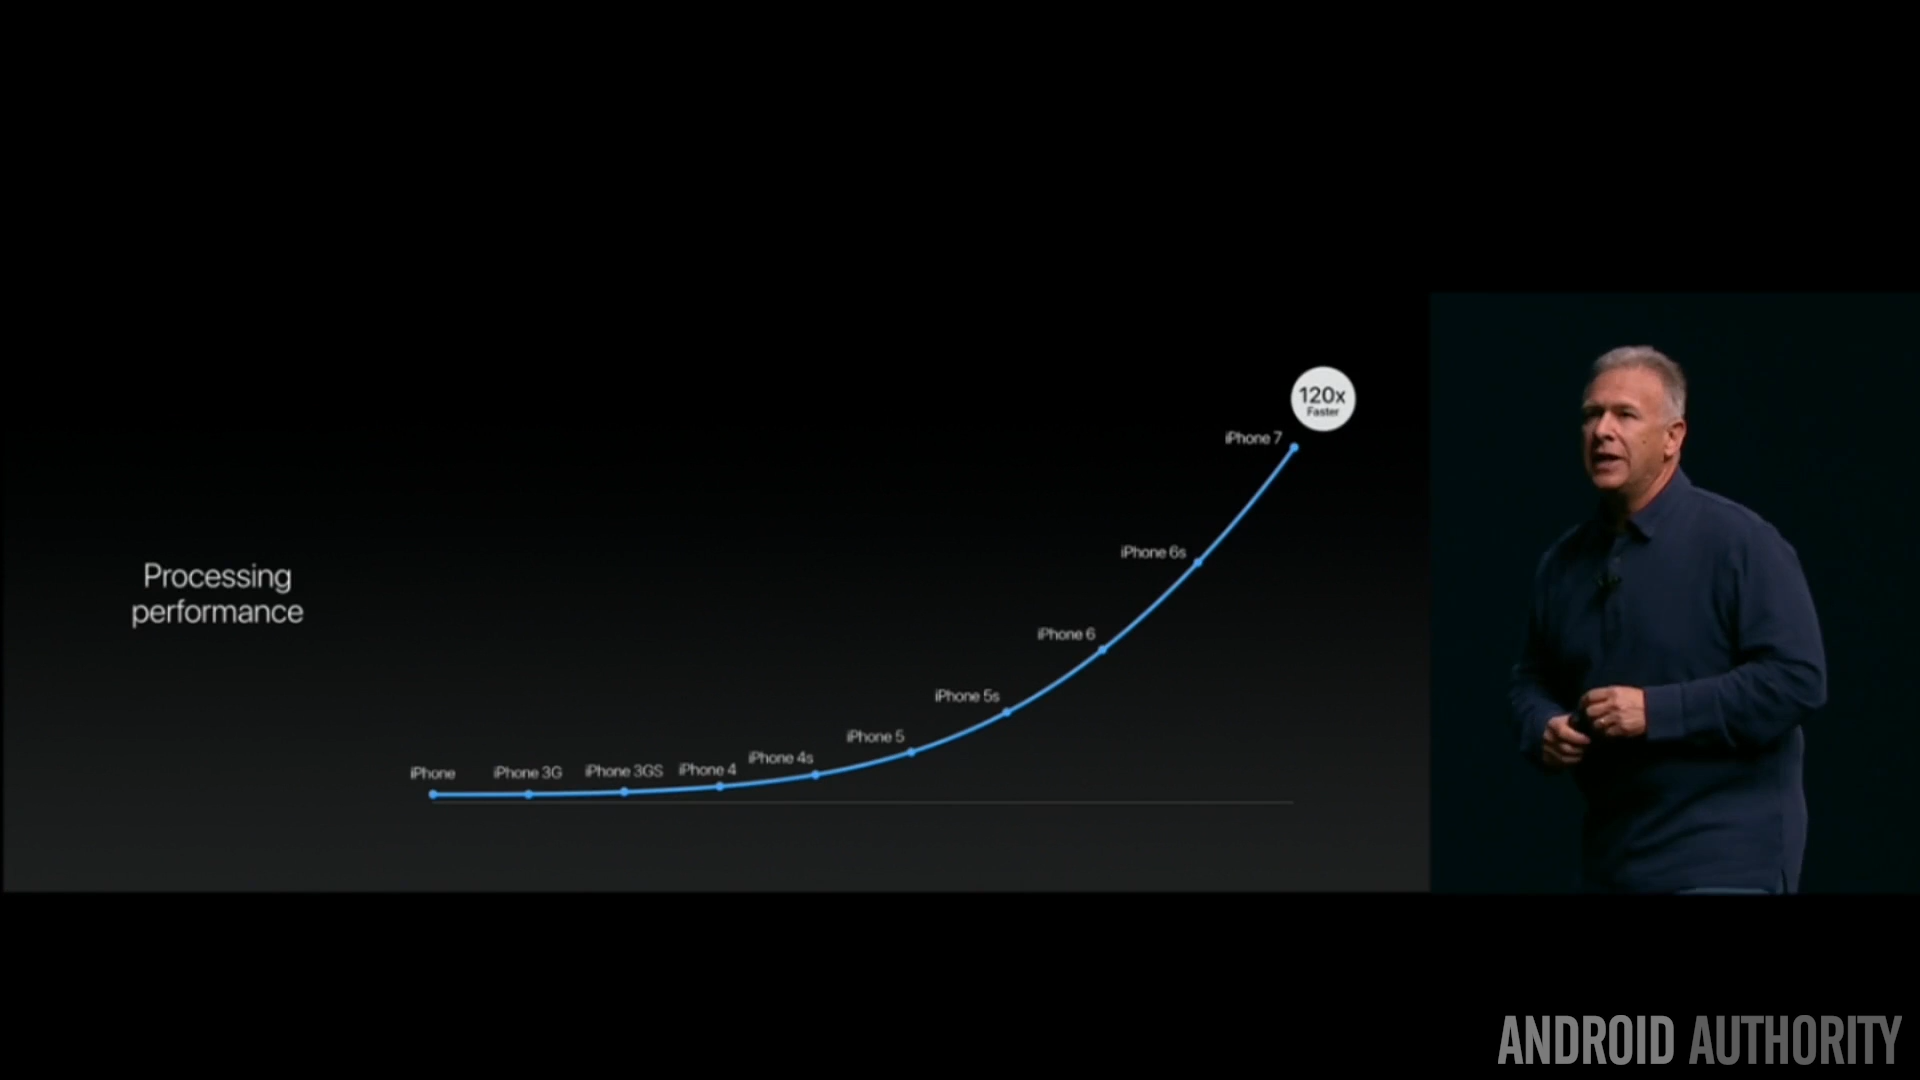 120x
Faster
iPhone 7
iPhone 6s
Processing
performance
iPhone 6
iPhone 5s
iPhone 5
iPhone 4s
iPhone
iPhone 3G
iPhone 3GS
iPhone 4
ANDROID AUTHORITY